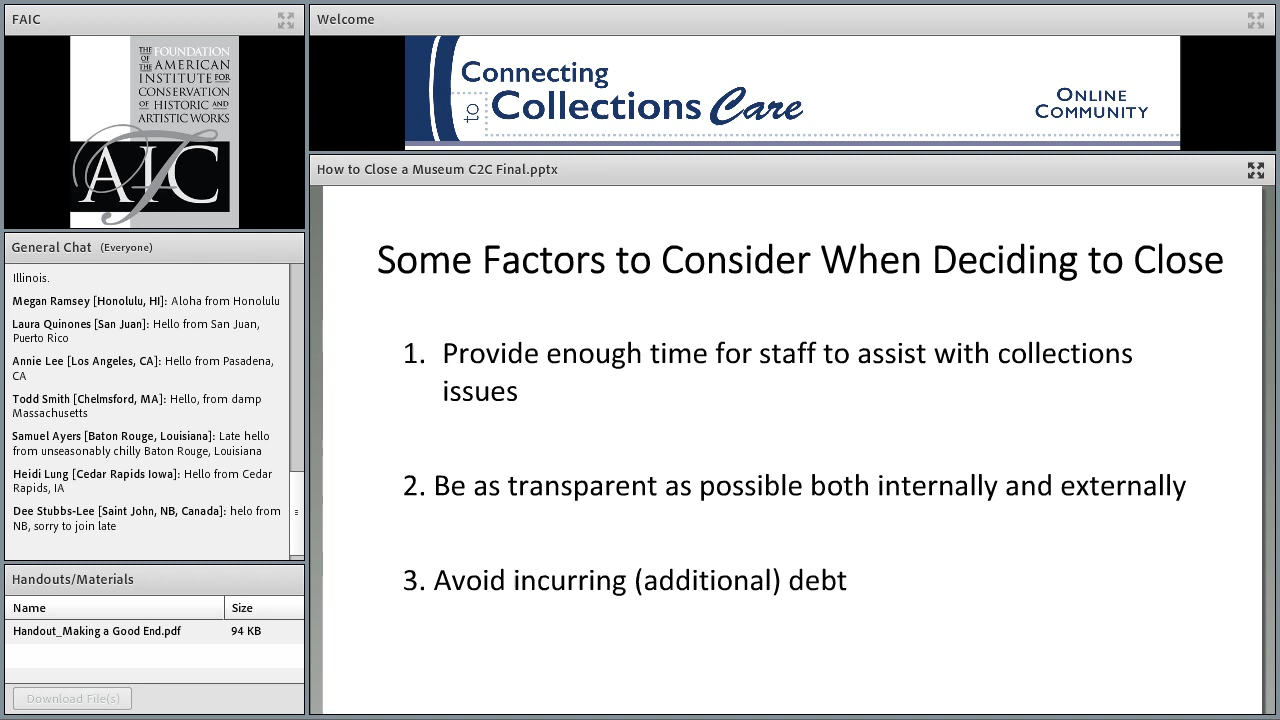 FAIC
THE FOUNDATION
OF THE AMERICAN
INSTITUTE FOR
CONSERVATION
OF HISTORIC AND
ARTISTIC WORKS
AIC
General Chat (Everyone)
Illinois.
Megan Ramsey [Honolulu, HI]: Aloha from Honolulu
Laura Quinones [San Juan]: Hello from San Juan,
Puerto Rico
Annie Lee [Los Angeles, CA]: Hello from Pasadena,
CA
Todd Smith [Chelmsford, MA]: Hello, from damp
Massachusetts
Samuel Ayers [Baton Rouge, Louisiana]: Late hello
from unseasonably chilly Baton Rouge, Louisiana
Heidi Lung [Cedar Rapids Iowa]: Hello from Cedar
Rapids, IA
Dee Stubbs-Lee [Saint John, NB, Canada]: helo from
NB, sorry to join late
Handouts/Materials
Name Size
Handout_Making a Good End.pdf 94 KB
Download File(s)
Welcome
Connecting
to Collections Care
ONLINE
COMMUNITY
How to Close a Museum C2C Final.pptx
Some Factors to Consider When Deciding to Close
1. Provide enough time for staff to assist with collections
issues
2. Be as transparent as possible both internally and externally
3. Avoid incurring (additional) debt